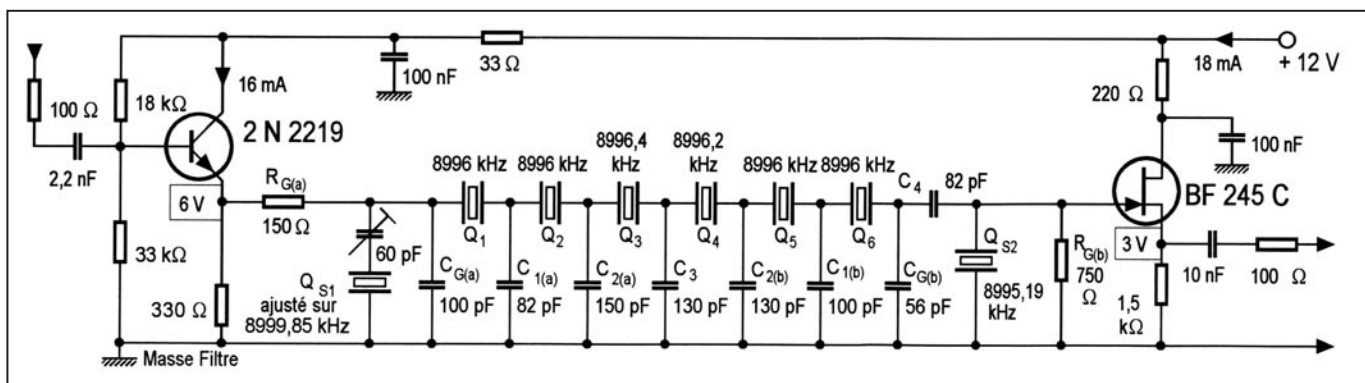 100 Ω
2,2 nF
18 kΩ
33 kΩ
16 mA
2 N 2219
6 V
330 Ω
Masse Filtre
100 nF
33 Ω
R G(a)
150 Ω
60 pF
Q S1
ajusté sur
8999,85 kHz
C G(a)
100 pF
8996 kHz
Q 1
C 1(a)
82 pF
8996 kHz
Q 2
C 2(a)
150 pF
8996,4
kHz
Q 3
C 3
130 pF
8996,2
kHz
Q 4
C 2(b)
130 pF
8996 kHz
Q 5
C 1(b)
100 pF
8996 kHz
Q 6
C G(b)
56 pF
C 4
82 pF
Q S2
8995,19
kHz
R G(b)
750
Ω
18 mA
+ 12 V
220 Ω
100 nF
BF 245 C
3 V
10 nF
100 Ω
1,5
kΩ